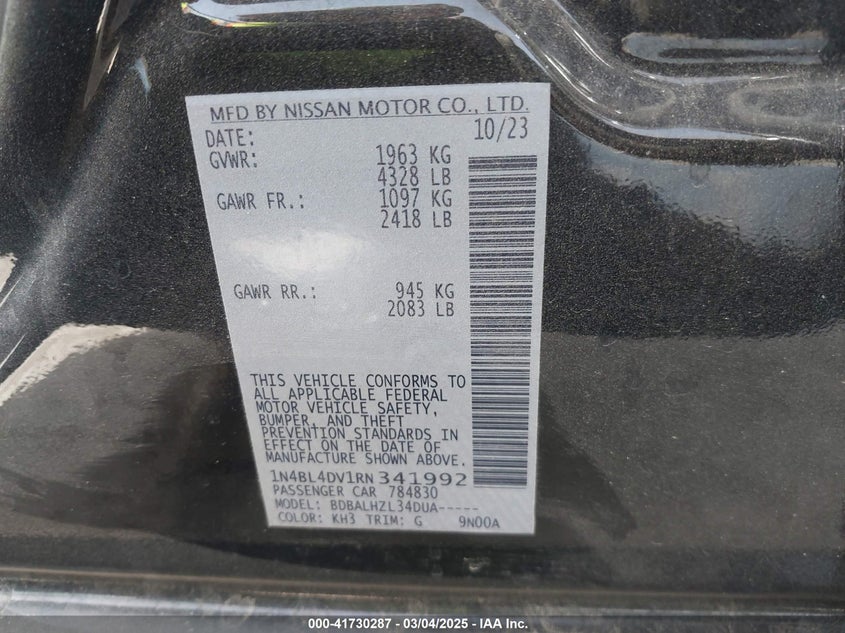 MFD BY NISSAN MOTOR CO., LTD.
DATE: 10/23
GVWR: 1963 KG
4328 LB
GAWR FR.: 1097 KG
2418 LB
GAWR RR.: 945 KG
2083 LB
THIS VEHICLE CONFORMS TO
ALL APPLICABLE FEDERAL
MOTOR VEHICLE SAFETY,
BUMPER, AND THEFT
PREVENTION STANDARDS IN
EFFECT ON THE DATE OF
MANUFACTURE SHOWN ABOVE.
1N4BL4DV1RN341992
PASSENGER CAR 784830
MODEL: BDBALHZL34DUA-----
COLOR: KH3 TRIM: G 9N00A
000-41730287 - 03/04/2025 - IAA Inc.